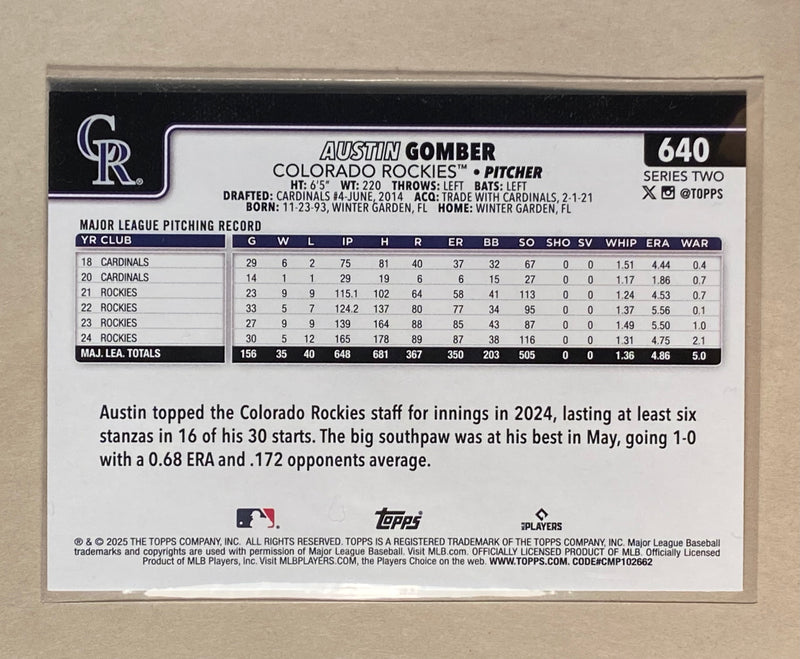 CR
AUSTIN GOMBER
640
COLORADO ROCKIES™ • PITCHER
SERIES TWO
HT: 6'5" WT: 220 THROWS: LEFT BATS: LEFT
X @TOPPS
DRAFTED: CARDINALS #4-JUNE, 2014 ACQ: TRADE WITH CARDINALS, 2-1-21
BORN: 11-23-93, WINTER GARDEN, FL HOME: WINTER GARDEN, FL
MAJOR LEAGUE PITCHING RECORD
YR CLUB G W L IP H R ER BB SO SHO SV WHIP ERA WAR
18 CARDINALS 29 6 2 75 81 40 37 32 67 0 0 1.51 4.44 0.4
20 CARDINALS 14 1 1 29 19 6 6 15 27 0 0 1.17 1.86 0.7
21 ROCKIES 23 9 9 115.1 102 64 58 41 113 0 0 1.24 4.53 0.7
22 ROCKIES 33 5 7 124.2 137 80 77 34 95 0 0 1.37 5.56 0.1
23 ROCKIES 27 9 9 139 164 88 85 43 87 0 0 1.49 5.50 1.0
24 ROCKIES 30 5 12 165 178 89 87 38 116 0 0 1.31 4.75 2.1
MAJ. LEA. TOTALS 156 35 40 648 681 367 350 203 505 0 0 1.36 4.86 5.0
Austin topped the Colorado Rockies staff for innings in 2024, lasting at least six
stanzas in 16 of his 30 starts. The big southpaw was at his best in May, going 1-0
with a 0.68 ERA and .172 opponents average.
Topps
MLB PLAYERS
® & © 2025 THE TOPPS COMPANY, INC. ALL RIGHTS RESERVED. TOPPS IS A REGISTERED TRADEMARK OF THE TOPPS COMPANY, INC. Major League Baseball
trademarks and copyrights are used with permission of Major League Baseball. Visit MLB.com. OFFICIALLY LICENSED PRODUCT OF MLB. Officially Licensed
Product of MLB Players, Inc. Visit MLBPLAYERS.COM, the Players Choice on the web. WWW.TOPPS.COM. CODE#CMP102662